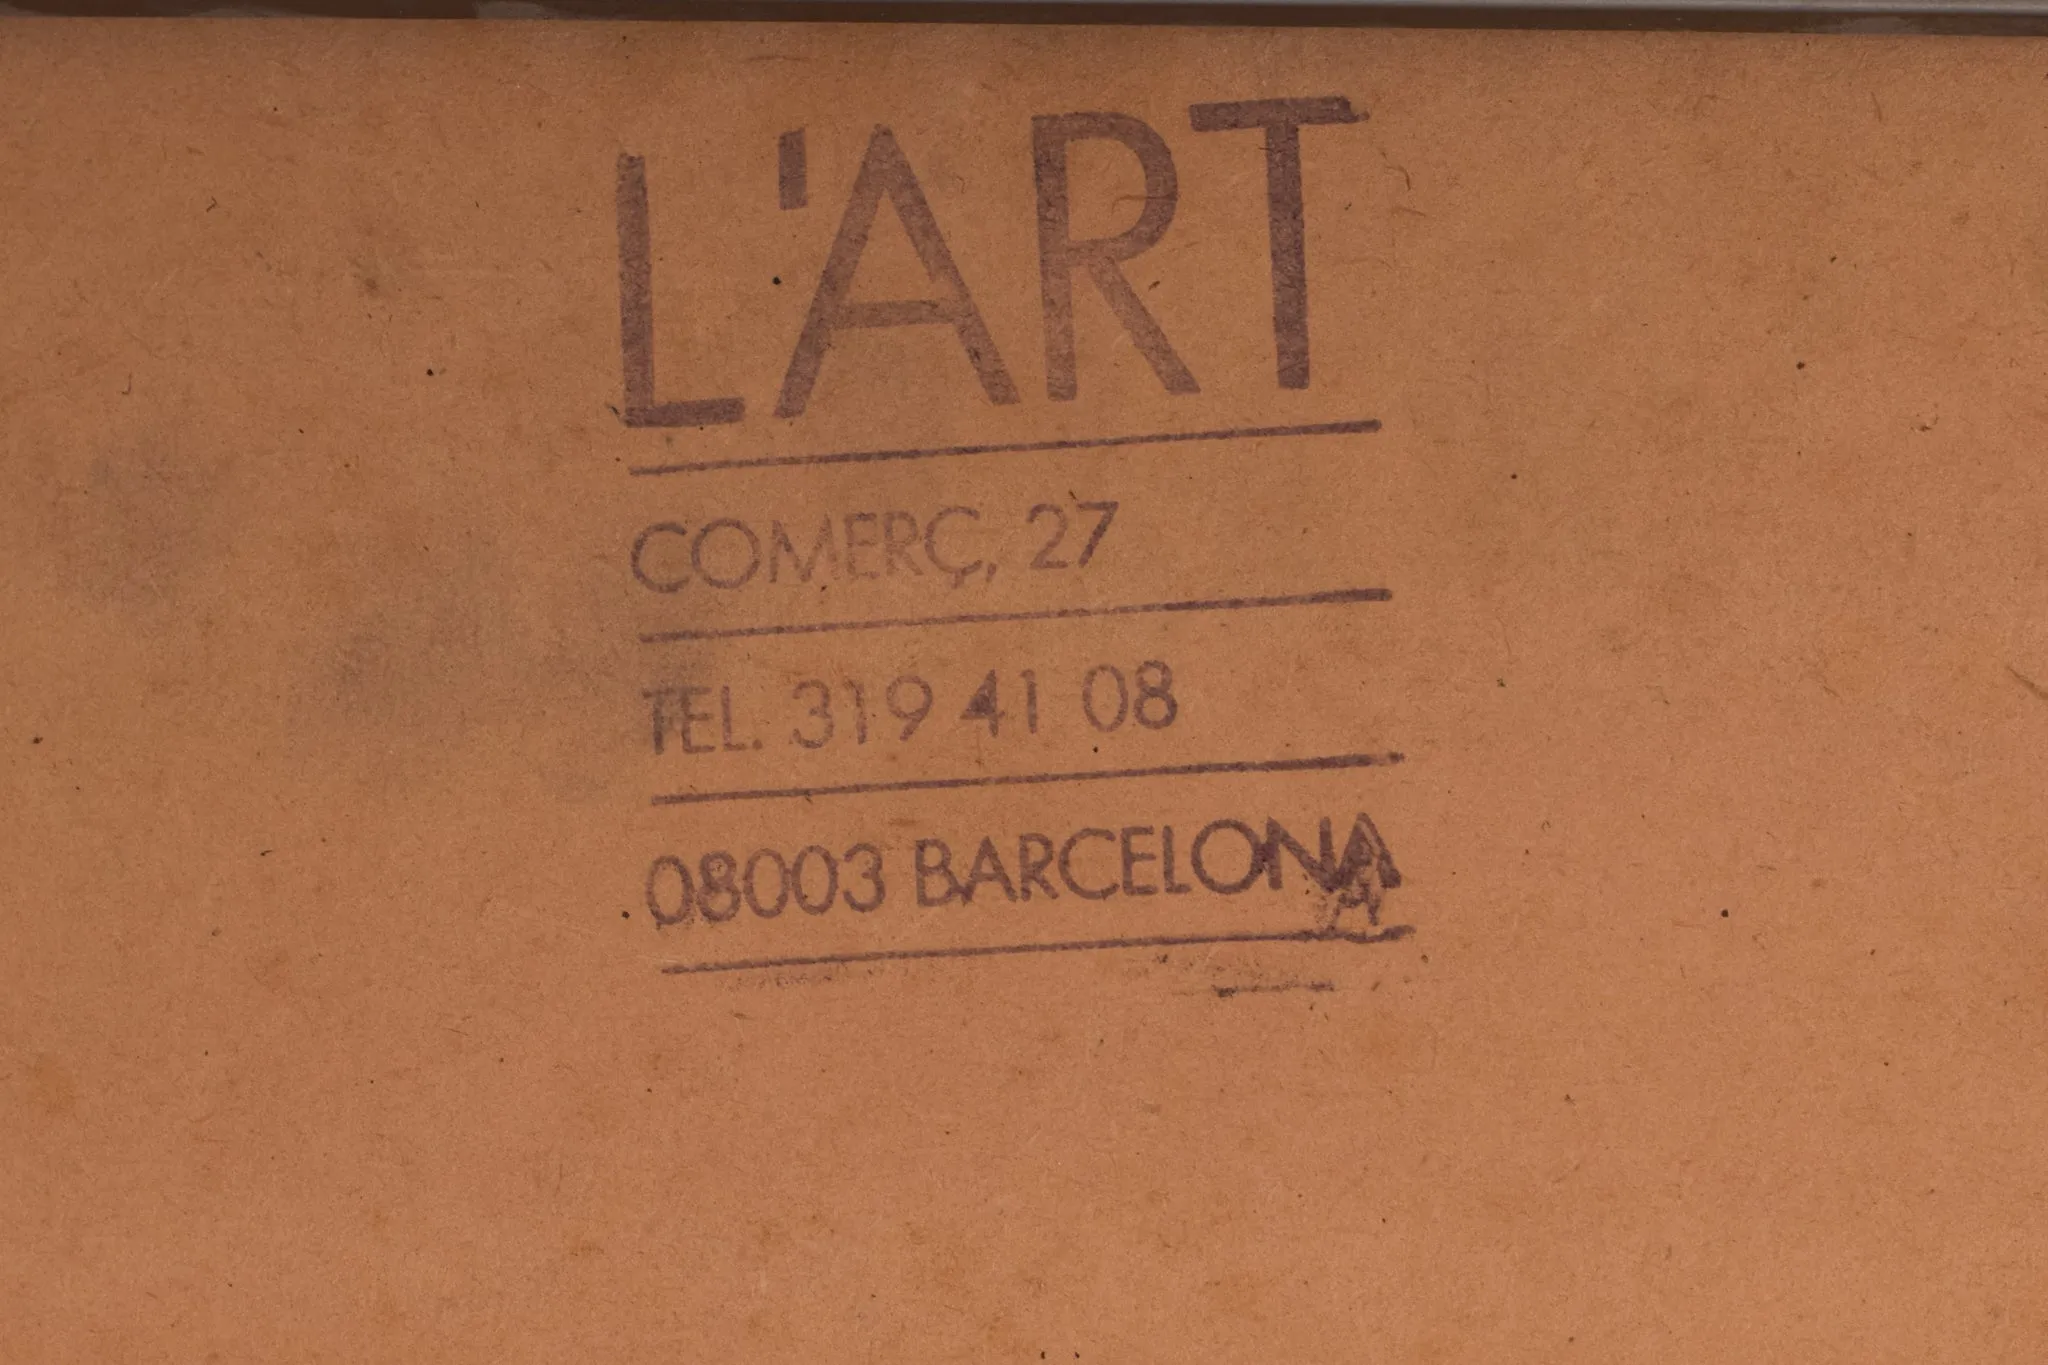 L'ART
COMERÇ, 27
TEL. 319 41 08
08003 BARCELONA